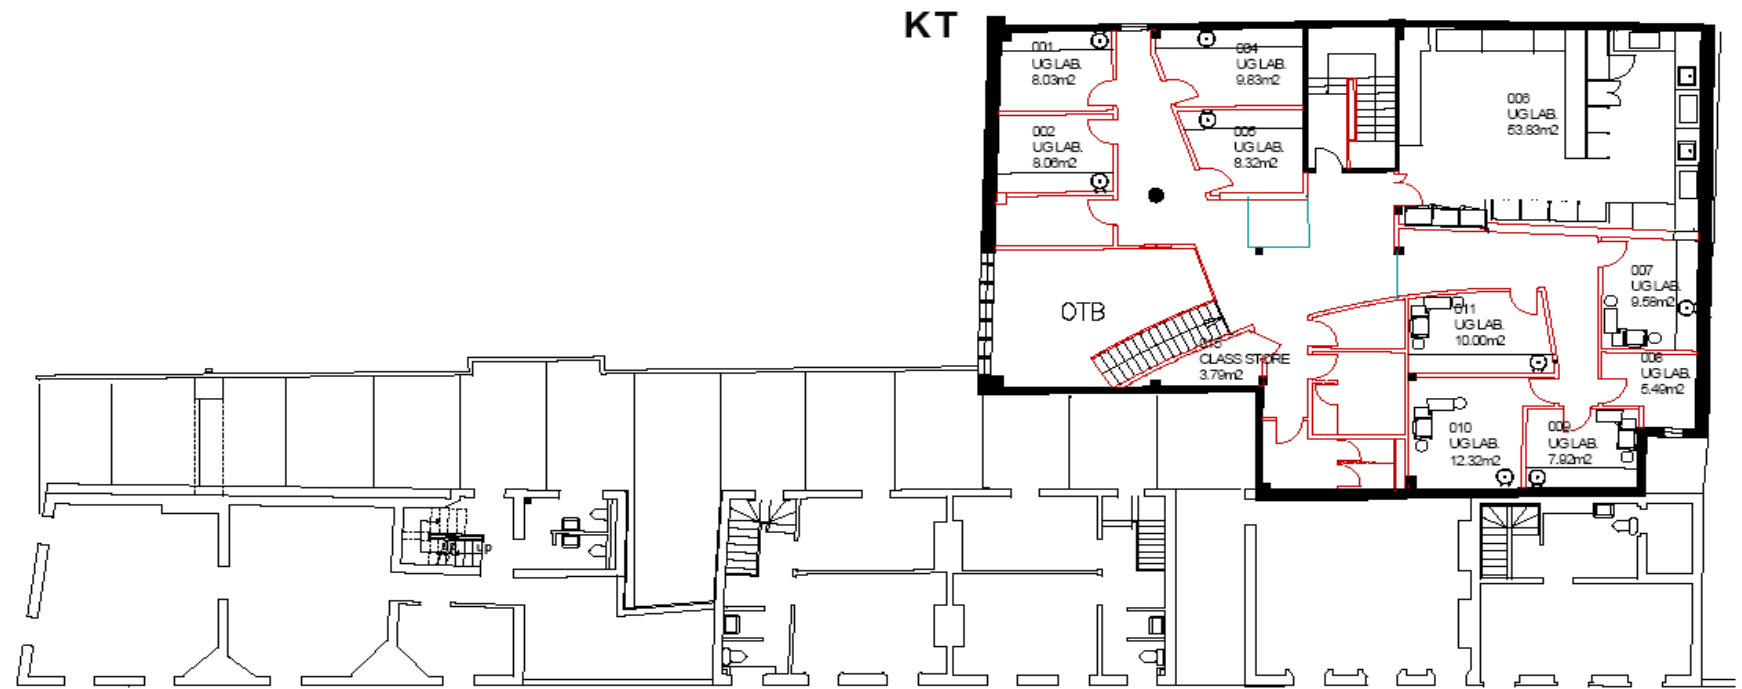 KT
001
UG LAB.
8.03m2
004
UG LAB.
9.83m2
006
UG LAB.
53.83m2
002
UG LAB.
8.06m2
005
UG LAB.
8.32m2
007
UG LAB.
9.58m2
OTB
011
UG LAB.
10.00m2
CLASS STORE
3.79m2
008
UG LAB.
5.49m2
010
UG LAB.
12.32m2
009
UG LAB.
7.92m2
up